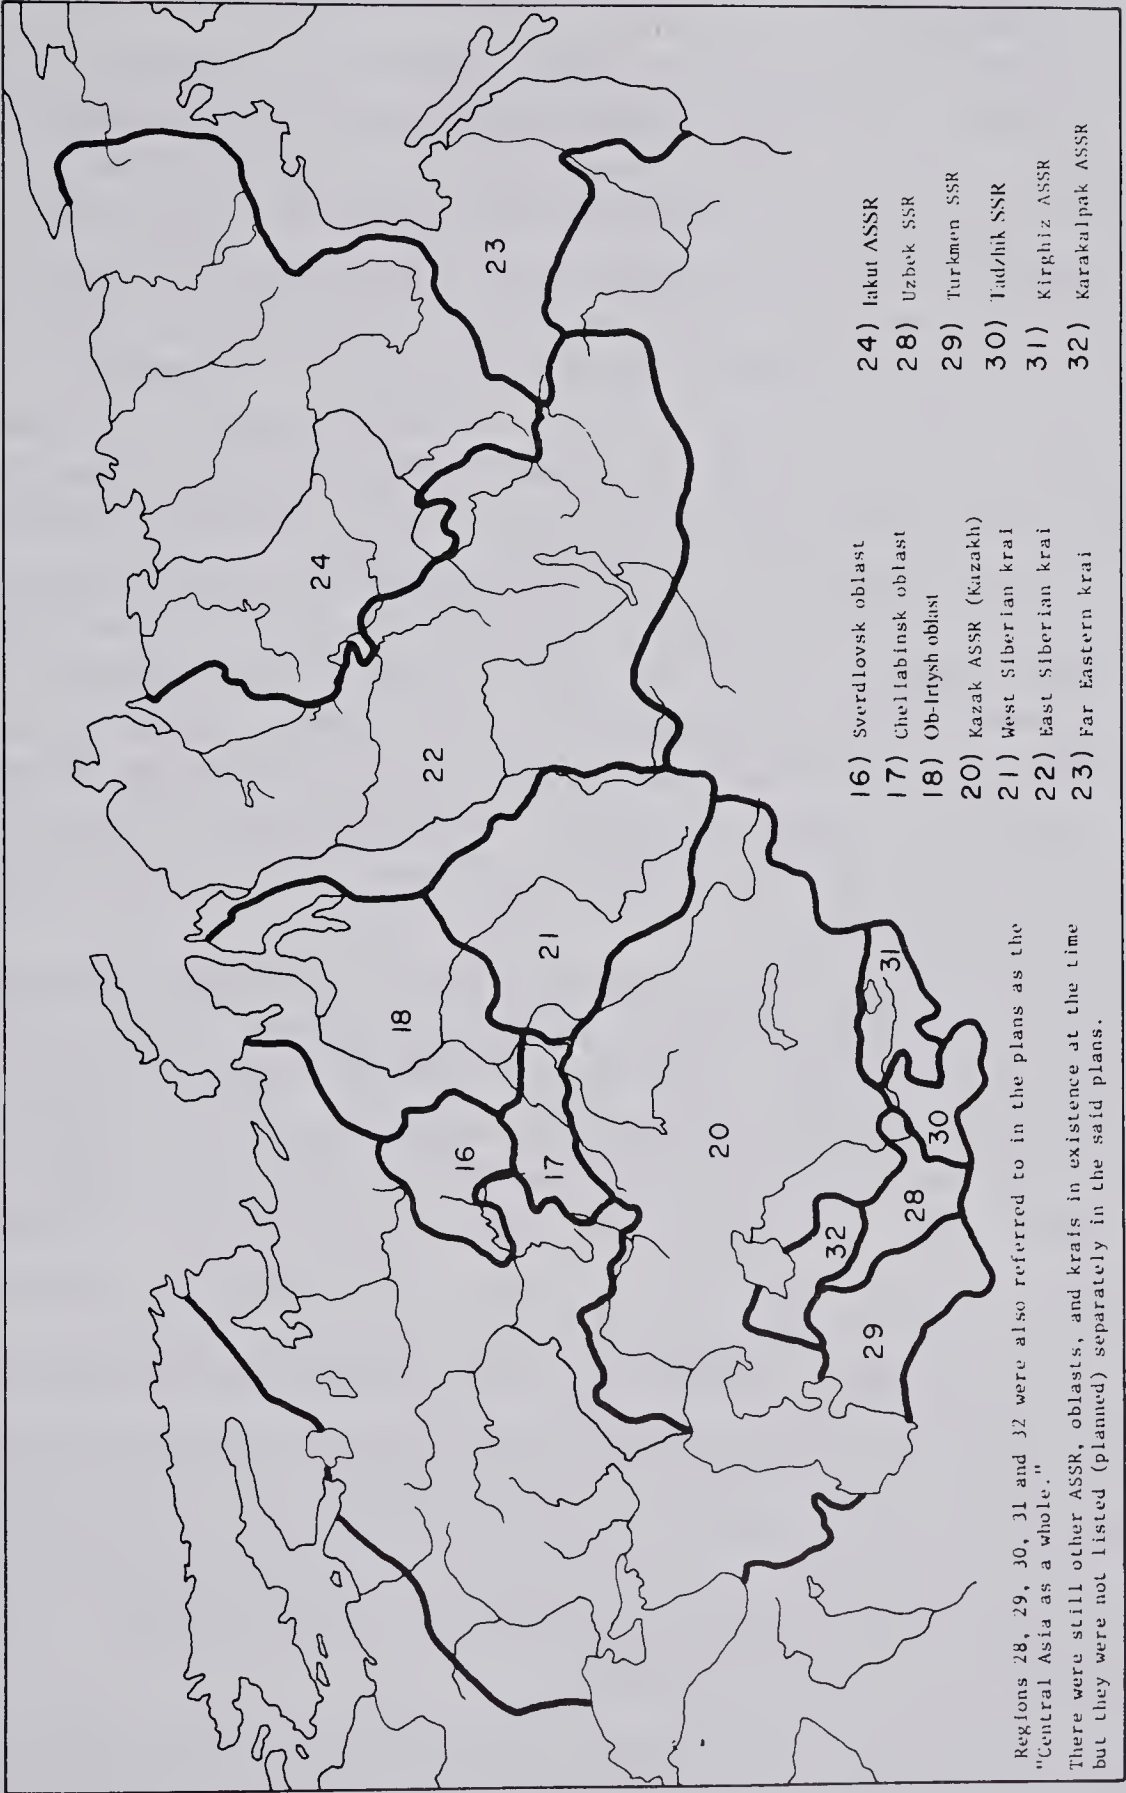 16
17
18
20
21
22
23
24
28
29
30
31
32
16) Sverdlovsk oblast
17) Cheliabinsk oblast
18) Ob-Irtysh oblast
20) Kazak ASSR (Kazakh)
21) West Siberian krai
22) East Siberian krai
23) Far Eastern krai
24) Iakut ASSR
28) Uzbek SSR
29) Turkmen SSR
30) Tadzhik SSR
31) Kirghiz ASSR
32) Karakalpak ASSR
Regions 28, 29, 30, 31 and 32 were also referred to in the plans as the
"Central Asia as a whole."
There were still other ASSR, oblasts, and krais in existence at the time
but they were not listed (planned) separately in the said plans.